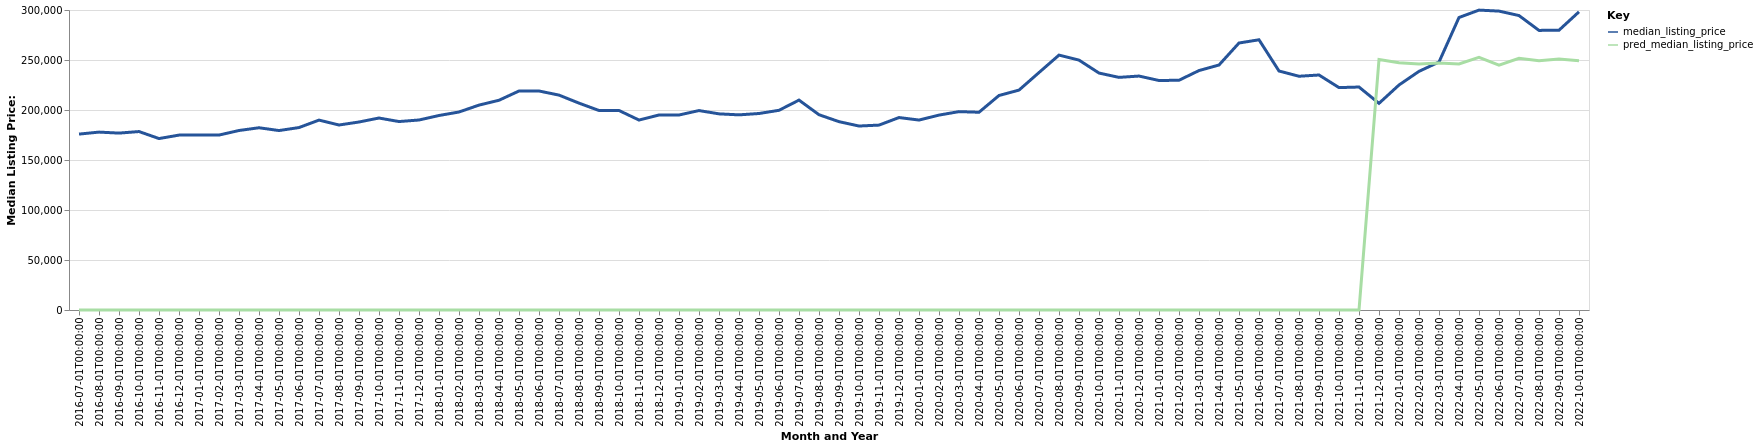 300,000
250,000
200,000
150,000
100,000
50,000
0
Median Listing Price:
2016-07-01T00:00:00
2016-08-01T00:00:00
2016-09-01T00:00:00
2016-10-01T00:00:00
2016-11-01T00:00:00
2016-12-01T00:00:00
2017-01-01T00:00:00
2017-02-01T00:00:00
2017-03-01T00:00:00
2017-04-01T00:00:00
2017-05-01T00:00:00
2017-06-01T00:00:00
2017-07-01T00:00:00
2017-08-01T00:00:00
2017-09-01T00:00:00
2017-10-01T00:00:00
2017-11-01T00:00:00
2017-12-01T00:00:00
2018-01-01T00:00:00
2018-02-01T00:00:00
2018-03-01T00:00:00
2018-04-01T00:00:00
2018-05-01T00:00:00
2018-06-01T00:00:00
2018-07-01T00:00:00
2018-08-01T00:00:00
2018-09-01T00:00:00
2018-10-01T00:00:00
2018-11-01T00:00:00
2018-12-01T00:00:00
2019-01-01T00:00:00
2019-02-01T00:00:00
2019-03-01T00:00:00
2019-04-01T00:00:00
2019-05-01T00:00:00
2019-06-01T00:00:00
2019-07-01T00:00:00
2019-08-01T00:00:00
2019-09-01T00:00:00
2019-10-01T00:00:00
2019-11-01T00:00:00
2019-12-01T00:00:00
2020-01-01T00:00:00
2020-02-01T00:00:00
2020-03-01T00:00:00
2020-04-01T00:00:00
2020-05-01T00:00:00
2020-06-01T00:00:00
2020-07-01T00:00:00
2020-08-01T00:00:00
2020-09-01T00:00:00
2020-10-01T00:00:00
2020-11-01T00:00:00
2020-12-01T00:00:00
2021-01-01T00:00:00
2021-02-01T00:00:00
2021-03-01T00:00:00
2021-04-01T00:00:00
2021-05-01T00:00:00
2021-06-01T00:00:00
2021-07-01T00:00:00
2021-08-01T00:00:00
2021-09-01T00:00:00
2021-10-01T00:00:00
2021-11-01T00:00:00
2021-12-01T00:00:00
2022-01-01T00:00:00
2022-02-01T00:00:00
2022-03-01T00:00:00
2022-04-01T00:00:00
2022-05-01T00:00:00
2022-06-01T00:00:00
2022-07-01T00:00:00
2022-08-01T00:00:00
2022-09-01T00:00:00
2022-10-01T00:00:00
Month and Year
Key
median_listing_price
pred_median_listing_price